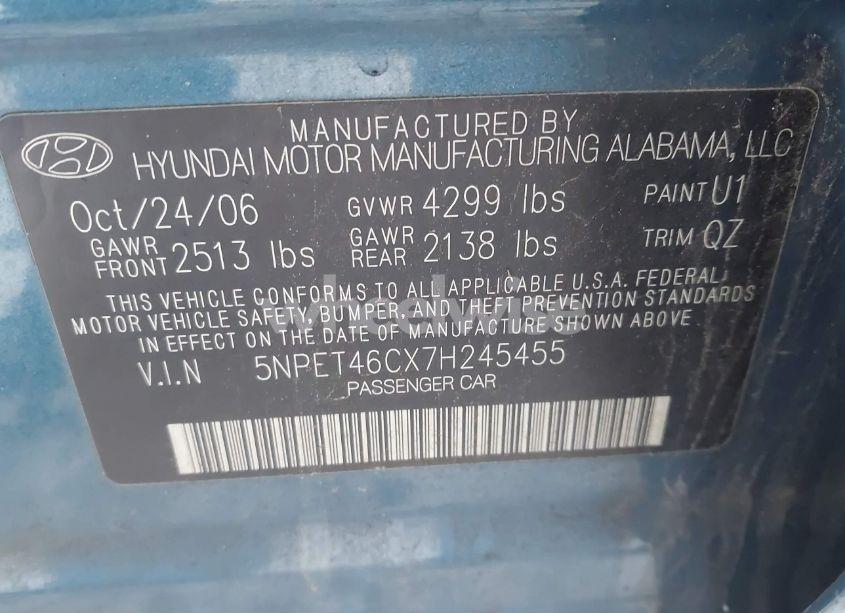 MANUFACTURED BY
HYUNDAI MOTOR MANUFACTURING ALABAMA, LLC
Oct/24/06 GVWR 4299 lbs PAINT U1
GAWR FRONT 2513 lbs GAWR REAR 2138 lbs TRIM QZ
THIS VEHICLE CONFORMS TO ALL APPLICABLE U.S.A. FEDERAL
MOTOR VEHICLE SAFETY, BUMPER, AND THEFT PREVENTION STANDARDS
IN EFFECT ON THE DATE OF MANUFACTURE SHOWN ABOVE
V.I.N 5NPET46CX7H245455
PASSENGER CAR